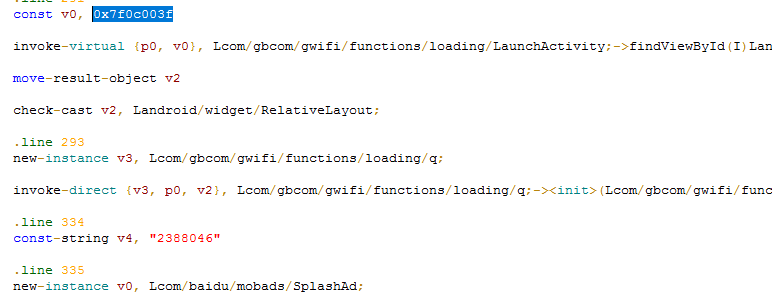 const v0, 0x7f0c003f
invoke-virtual {p0, v0}, Lcom/gbcom/gwifi/functions/loading/LaunchActivity;->findViewById(I)Lan
move-result-object v2
check-cast v2, Landroid/widget/RelativeLayout;
.line 293
new-instance v3, Lcom/gbcom/gwifi/functions/loading/q;
invoke-direct {v3, p0, v2}, Lcom/gbcom/gwifi/functions/loading/q;-><init>(Lcom/gbcom/gwifi/func
.line 334
const-string v4, "2388046"
.line 335
new-instance v0, Lcom/baidu/mobads/SplashAd;